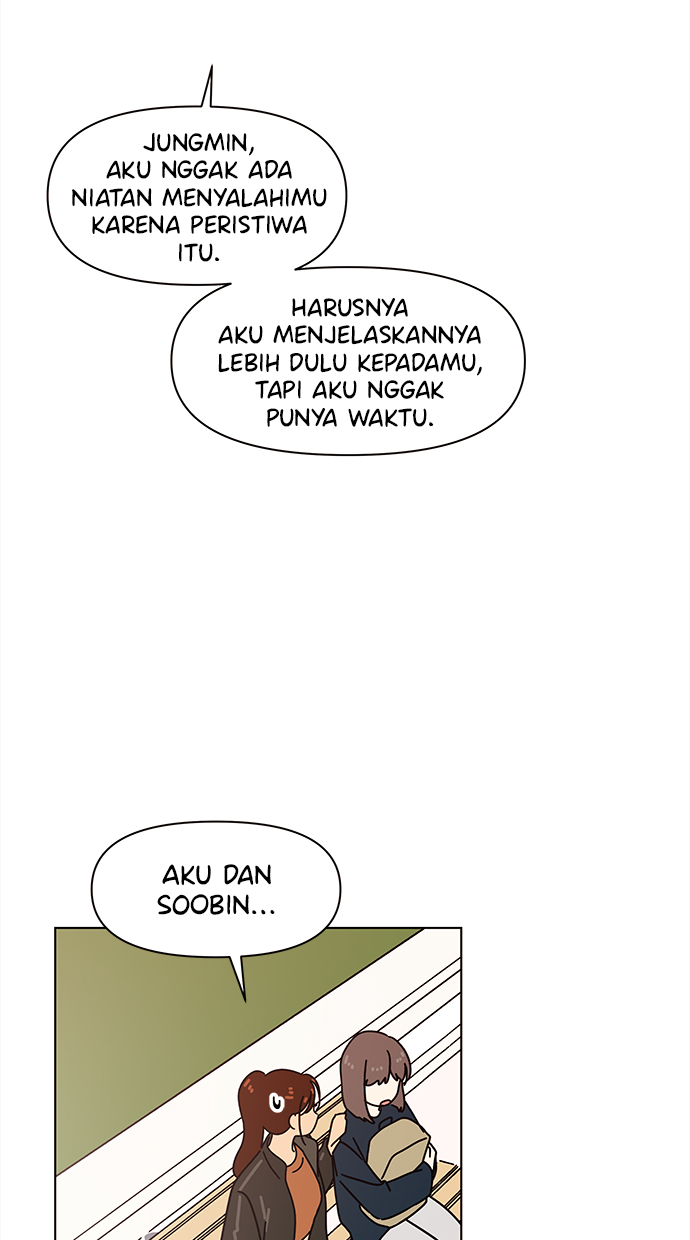 JUNGMIN,
AKU NGGAK ADA
NIATAN MENYALAHIMU
KARENA PERISTIWA
ITU.
HARUSNYA
AKU MENJELASKANNYA
LEBIH DULU KEPADAMU,
TAPI AKU NGGAK
PUNYA WAKTU.
AKU DAN
SOOBIN...